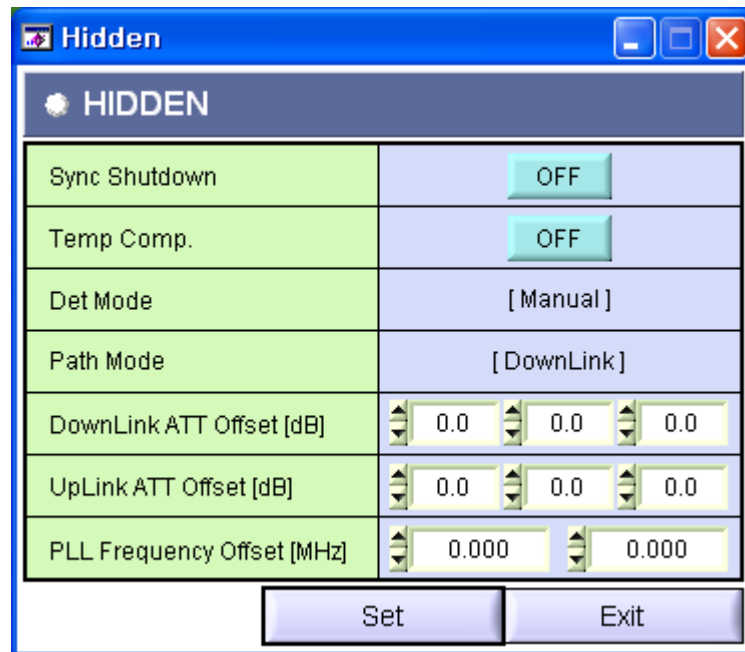 Hidden
HIDDEN
Sync Shutdown OFF
Temp Comp. OFF
Det Mode [ Manual ]
Path Mode [ DownLink ]
DownLink ATT Offset [dB] 0.0 0.0 0.0
UpLink ATT Offset [dB] 0.0 0.0 0.0
PLL Frequency Offset [MHz] 0.000 0.000
Set Exit